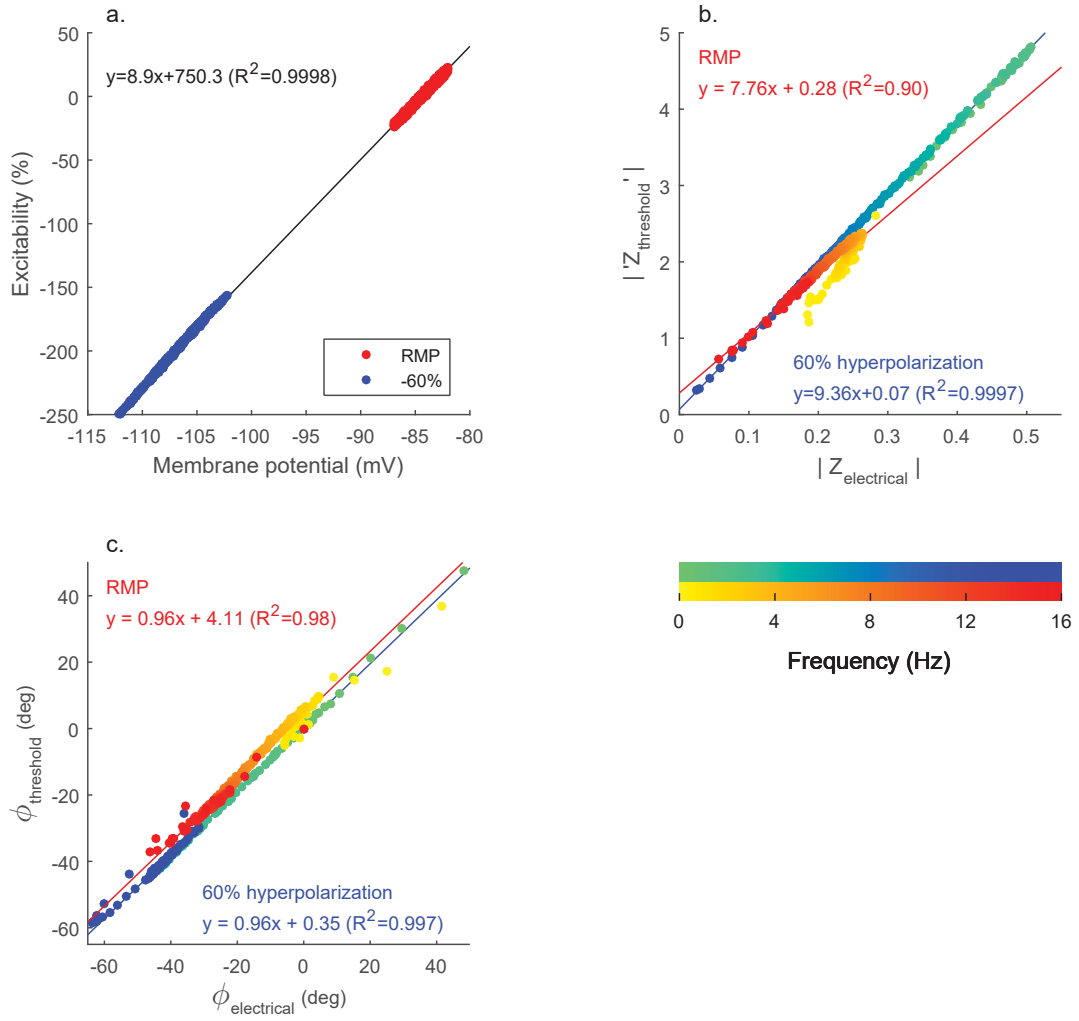 a.
y=8.9x+750.3 (R²=0.9998)
Excitability (%)
50
0
-50
-100
-150
-200
-250
RMP
-60%
-115
-110
-105
-100
-95
-90
-85
-80
Membrane potential (mV)
b.
RMP
y = 7.76x + 0.28 (R²=0.90)
| 'Z_threshold' |
5
4
3
2
1
0
60% hyperpolarization
y=9.36x+0.07 (R²=0.9997)
0
0.1
0.2
0.3
0.4
0.5
| Z_electrical |
c.
RMP
y = 0.96x + 4.11 (R²=0.98)
ϕ_threshold (deg)
40
20
0
-20
-40
-60
60% hyperpolarization
y = 0.96x + 0.35 (R²=0.997)
-60
-40
-20
0
20
40
ϕ_electrical (deg)
0
4
8
12
16
Frequency (Hz)